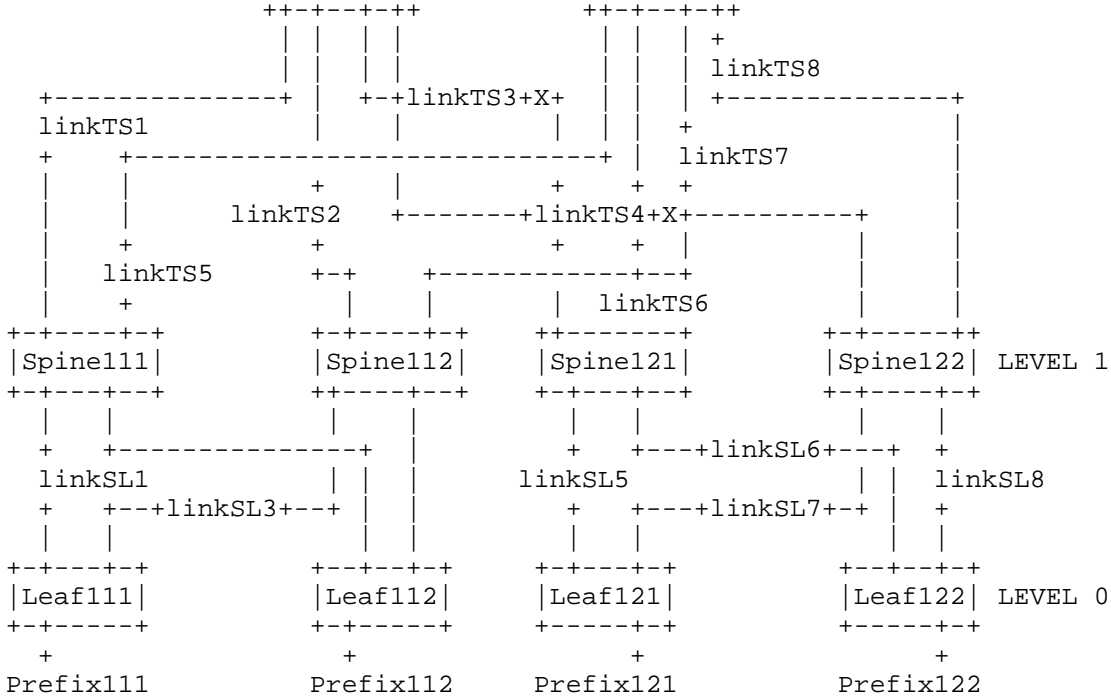 linkTS8
linkTS3
linkTS1
linkTS7
linkTS2 linkTS4
linkTS5
linkTS6
Spine111 Spine112 Spine121 Spine122 LEVEL 1
linkSL6
linkSL1 linkSL5 linkSL8
linkSL3 linkSL7
Leaf111 Leaf112 Leaf121 Leaf122 LEVEL 0
Prefix111 Prefix112 Prefix121 Prefix122